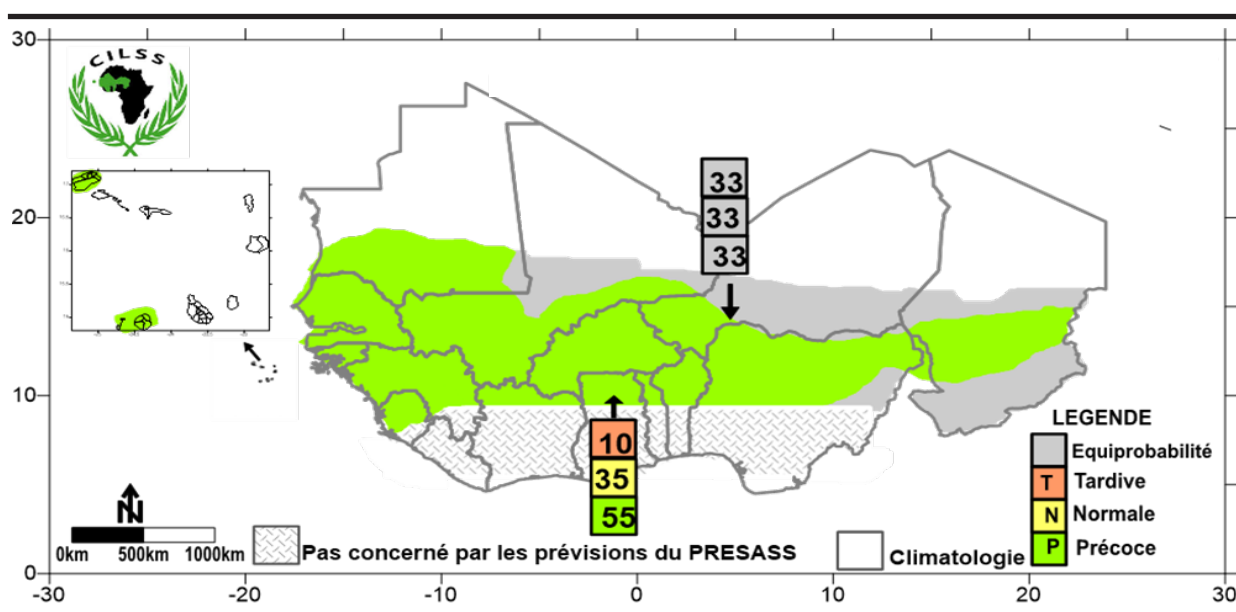 30
20
10
0
-20
-10
0
10
20
30
CILSS
33
33
33
10
35
55
N
0km 500km 1000km
Pas concerné par les prévisions du PRESASS
Climatologie
LEGENDE
Equiprobabilité
T Tardive
N Normale
P Précoce